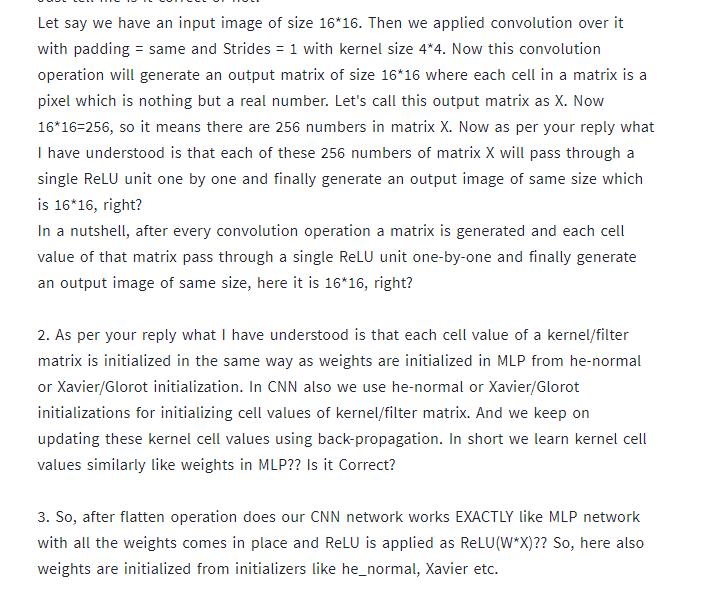 Just tell me is it correct or not.
Let say we have an input image of size 16*16. Then we applied convolution over it
with padding = same and Strides = 1 with kernel size 4*4. Now this convolution
operation will generate an output matrix of size 16*16 where each cell in a matrix is a
pixel which is nothing but a real number. Let's call this output matrix as X. Now
16*16=256, so it means there are 256 numbers in matrix X. Now as per your reply what
I have understood is that each of these 256 numbers of matrix X will pass through a
single ReLU unit one by one and finally generate an output image of same size which
is 16*16, right?
In a nutshell, after every convolution operation a matrix is generated and each cell
value of that matrix pass through a single ReLU unit one-by-one and finally generate
an output image of same size, here it is 16*16, right?
2. As per your reply what I have understood is that each cell value of a kernel/filter
matrix is initialized in the same way as weights are initialized in MLP from he-normal
or Xavier/Glorot initialization. In CNN also we use he-normal or Xavier/Glorot
initializations for initializing cell values of kernel/filter matrix. And we keep on
updating these kernel cell values using back-propagation. In short we learn kernel cell
values similarly like weights in MLP?? Is it Correct?
3. So, after flatten operation does our CNN network works EXACTLY like MLP network
with all the weights comes in place and ReLU is applied as ReLU(W*X)?? So, here also
weights are initialized from initializers like he_normal, Xavier etc.